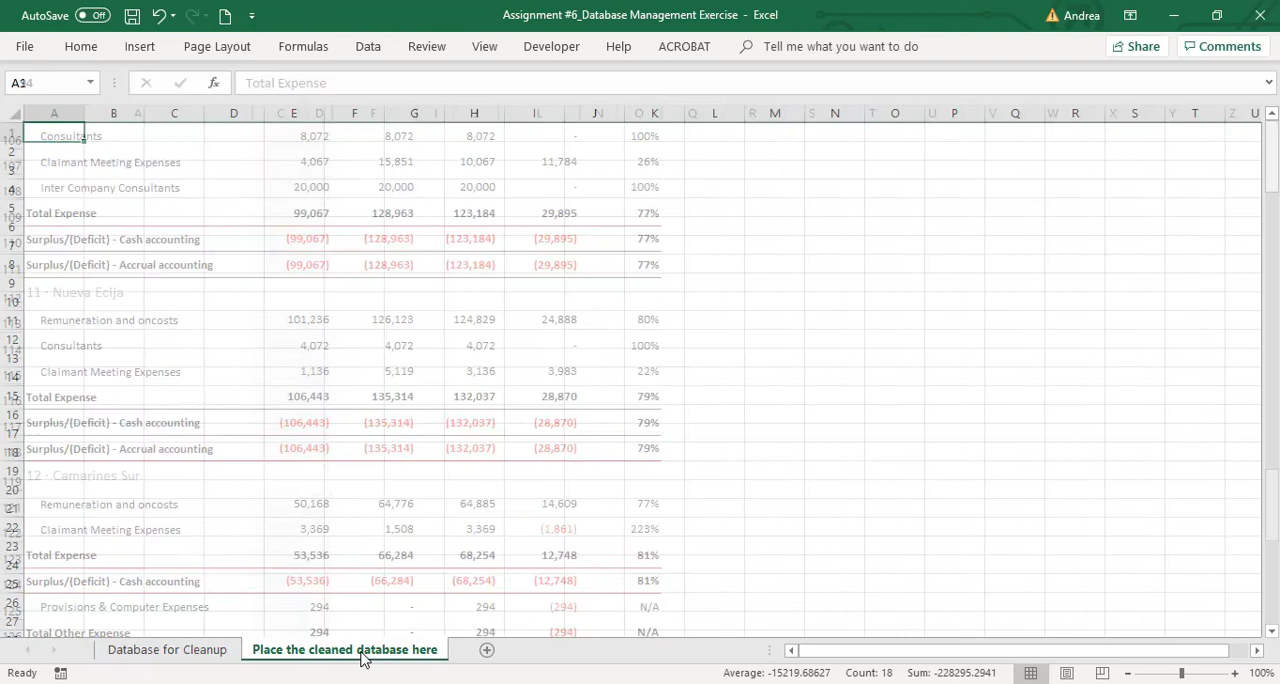 AutoSave Off Assignment #6_Database Management Exercise - Excel Andrea
File Home Insert Page Layout Formulas Data Review View Developer Help ACROBAT Tell me what you want to do Share Comments
fx Total Expense
A B C D E F G H I J K L M N O P Q R S T U
Consultants 8,072 8,072 8,072 - 100%
Claimant Meeting Expenses 4,067 15,851 10,067 11,784 26%
Inter Company Consultants 20,000 20,000 20,000 - 100%
Total Expense 99,067 128,963 123,184 29,895 77%
Surplus/(Deficit) - Cash accounting (99,067) (128,963) (123,184) (29,895) 77%
Surplus/(Deficit) - Accrual accounting (99,067) (128,963) (123,184) (29,895) 77%
11 · Nueva Ecija
Remuneration and oncosts 101,236 126,123 124,829 24,888 80%
Consultants 4,072 4,072 4,072 - 100%
Claimant Meeting Expenses 1,136 5,119 3,136 3,983 22%
Total Expense 106,443 135,314 132,037 28,870 79%
Surplus/(Deficit) - Cash accounting (106,443) (135,314) (132,037) (28,870) 79%
Surplus/(Deficit) - Accrual accounting (106,443) (135,314) (132,037) (28,870) 79%
12 · Camarines Sur
Remuneration and oncosts 50,168 64,776 64,885 14,609 77%
Claimant Meeting Expenses 3,369 1,508 3,369 (1,861) 223%
Total Expense 53,536 66,284 68,254 12,748 81%
Surplus/(Deficit) - Cash accounting (53,536) (66,284) (68,254) (12,748) 81%
Provisions & Computer Expenses 294 - 294 (294) N/A
Total Other Expense 294 - 294 (294) N/A
Database for Cleanup Place the cleaned database here
Ready Average: -15219.68627 Count: 18 Sum: -228295.2941 100%